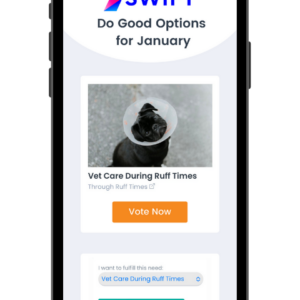 SWIFT
Do Good Options
for January
Vet Care During Ruff Times
Through Ruff Times
Vote Now
I want to fulfill this need:
Vet Care During Ruff Times